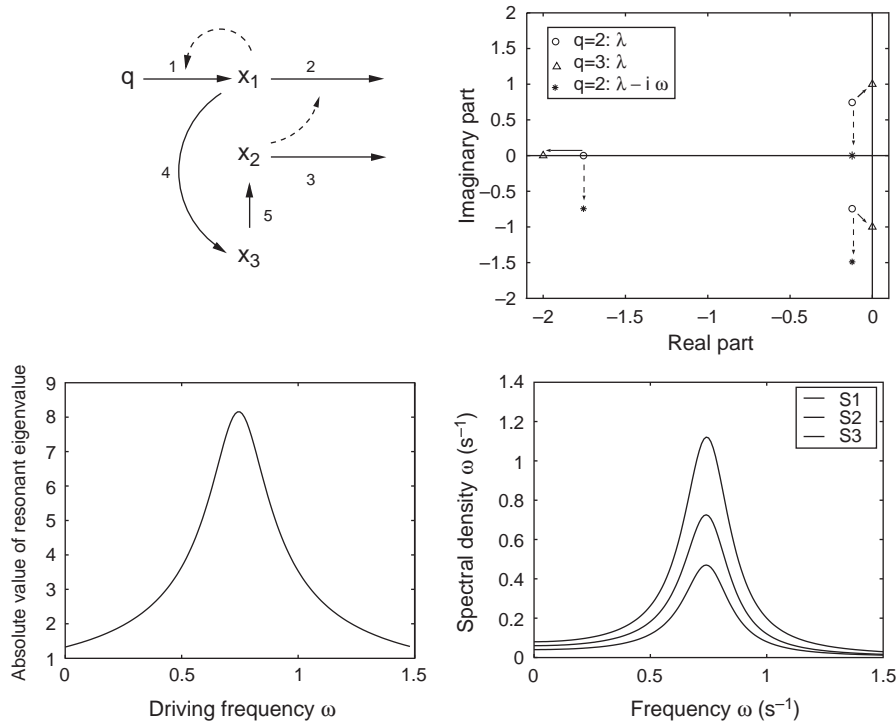 q
1
x1
2
x2
3
4
5
x3
2
1.5
1
0.5
0
−0.5
−1
−1.5
−2
Imaginary part
q=2: λ
q=3: λ
q=2: λ − i ω
−2
−1.5
−1
−0.5
0
Real part
9
8
7
6
5
4
3
2
1
Absolute value of resonant eigenvalue
0
0.5
1
1.5
Driving frequency ω
1.4
1.2
1
0.8
0.6
0.4
0.2
0
Spectral density ω (s−1)
S1
S2
S3
0
0.5
1
1.5
Frequency ω (s−1)